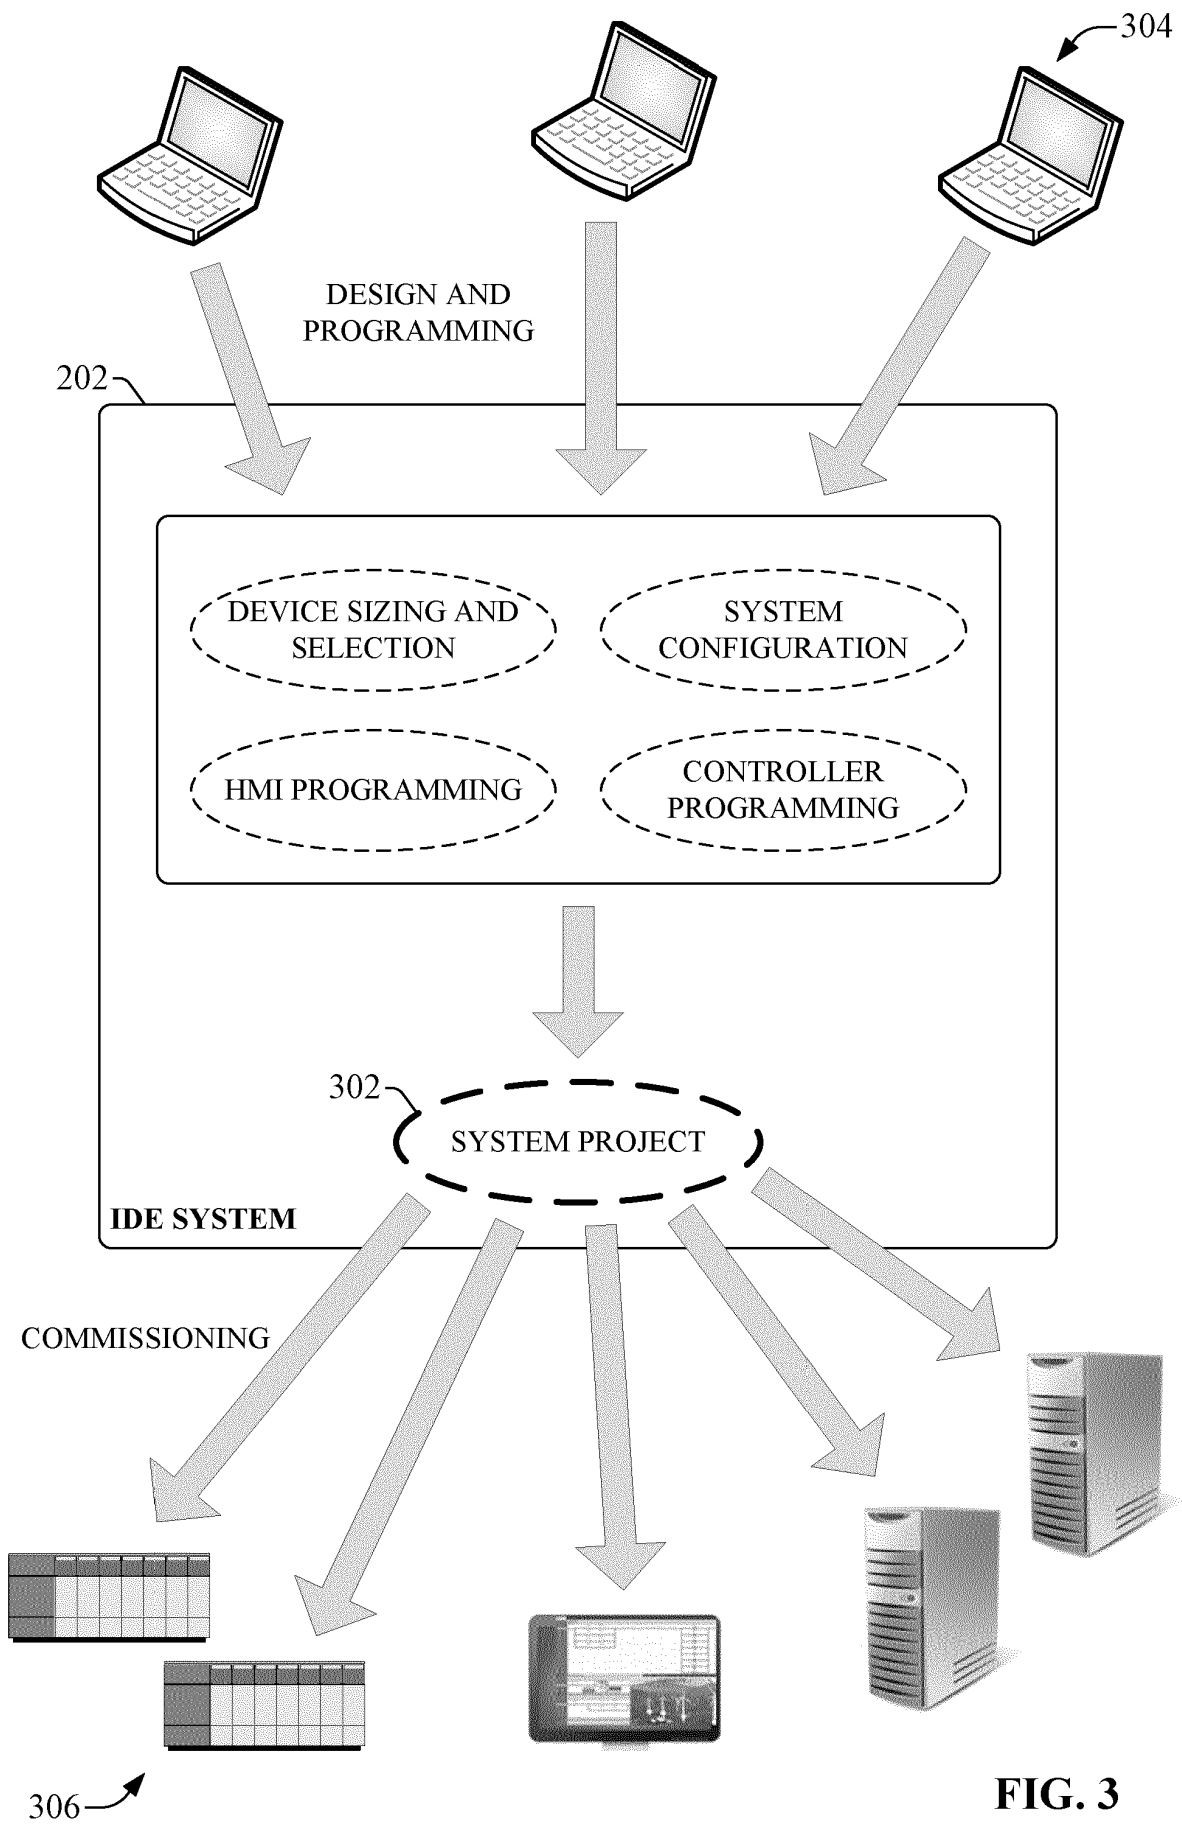 304
DESIGN AND
PROGRAMMING
202
DEVICE SIZING AND
SELECTION
SYSTEM
CONFIGURATION
HMI PROGRAMMING
CONTROLLER
PROGRAMMING
302
SYSTEM PROJECT
IDE SYSTEM
COMMISSIONING
306
FIG. 3